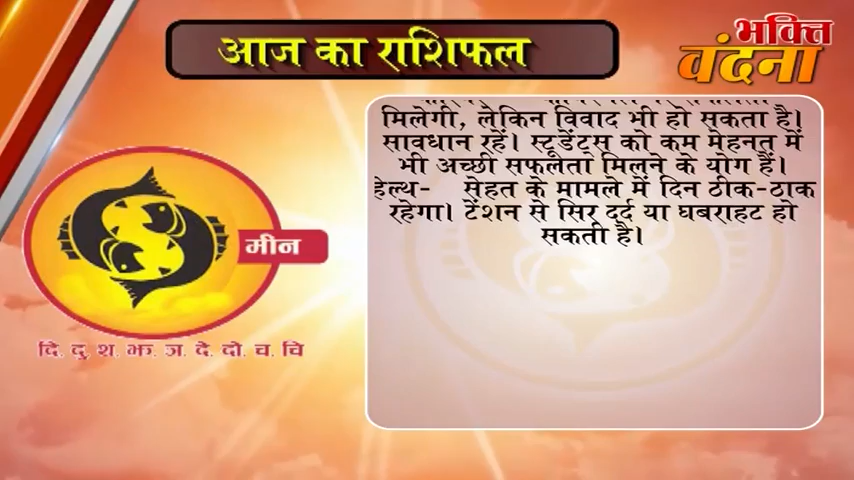 आज का राशिफल
भक्ति
वंदना
मिलेगी, लेकिन विवाद भी हो सकता है।
सावधान रहें। स्टूडेंट्स को कम मेहनत में
भी अच्छी सफलता मिलने के योग हैं।
हेल्थ- सेहत के मामले में दिन ठीक-ठाक
रहेगा। टेंशन से सिर दर्द या घबराहट हो
सकती है।
मीन
दि. दु. श. झ. ञ. दे. दो. च. चि